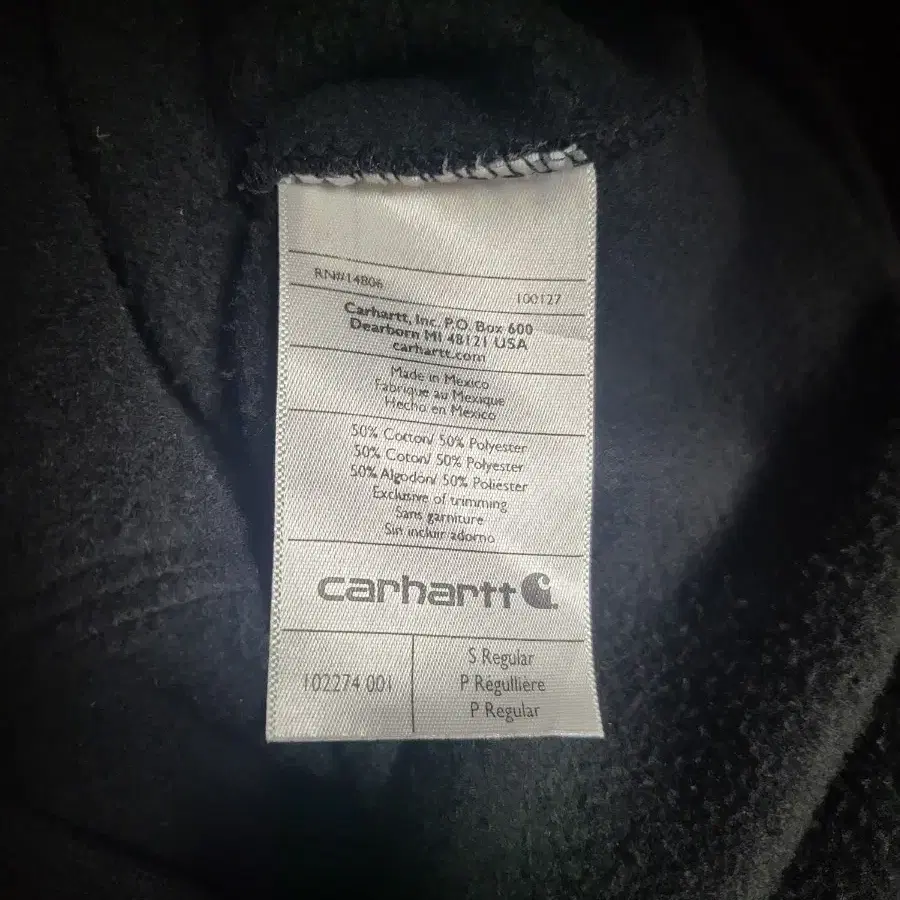 RN#14806
100127
Carhartt, Inc. P.O. Box 600
Dearborn MI 48121 USA
carhartt.com
Made in Mexico
Fabrique au Mexique
Hecho en Mexico
50% Cotton/ 50% Polyester
50% Coton/ 50% Polyester
50% Algodón/ 50% Poliester
Exclusive of trimming
Sans garniture
Sin incluir adorno
carhartt
102274 001
S Regular
P Régullière
P Regular